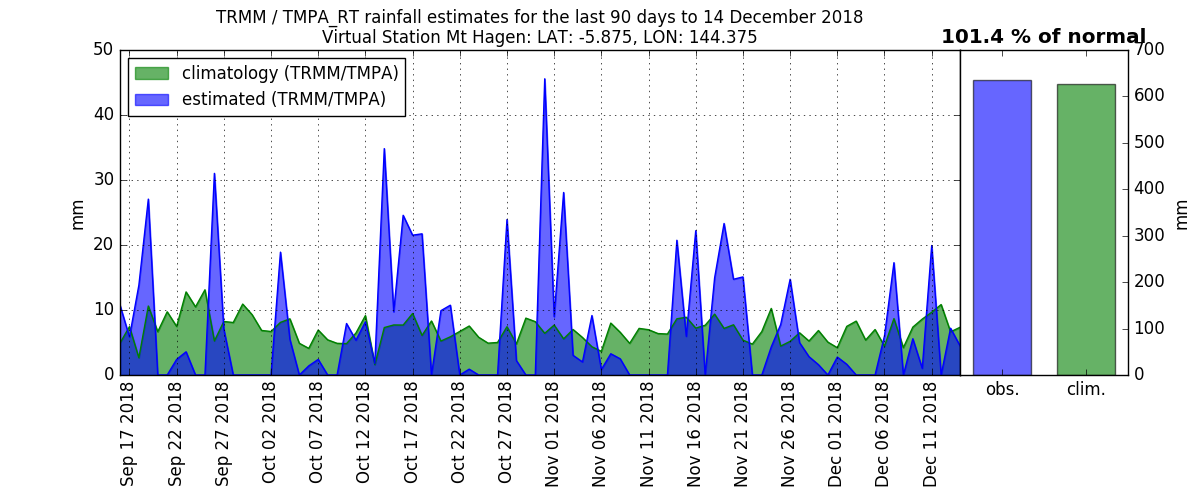 TRMM / TMPA_RT rainfall estimates for the last 90 days to 14 December 2018
Virtual Station Mt Hagen: LAT: -5.875, LON: 144.375
101.4 % of normal
climatology (TRMM/TMPA)
estimated (TRMM/TMPA)
50
40
30
20
10
0
mm
700
600
500
400
300
200
100
0
mm
Sep 17 2018
Sep 22 2018
Sep 27 2018
Oct 02 2018
Oct 07 2018
Oct 12 2018
Oct 17 2018
Oct 22 2018
Oct 27 2018
Nov 01 2018
Nov 06 2018
Nov 11 2018
Nov 16 2018
Nov 21 2018
Nov 26 2018
Dec 01 2018
Dec 06 2018
Dec 11 2018
obs.
clim.